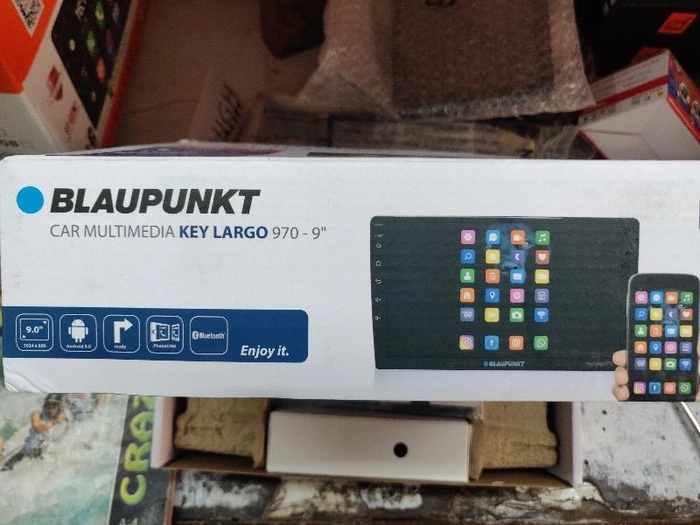 BLAUPUNKT
CAR MULTIMEDIA KEY LARGO 970 - 9"
9.0"
1024 x 600
Android 9.0
ready
PhoneLink
Bluetooth
Enjoy it.
BLAUPUNKT
CRAZ